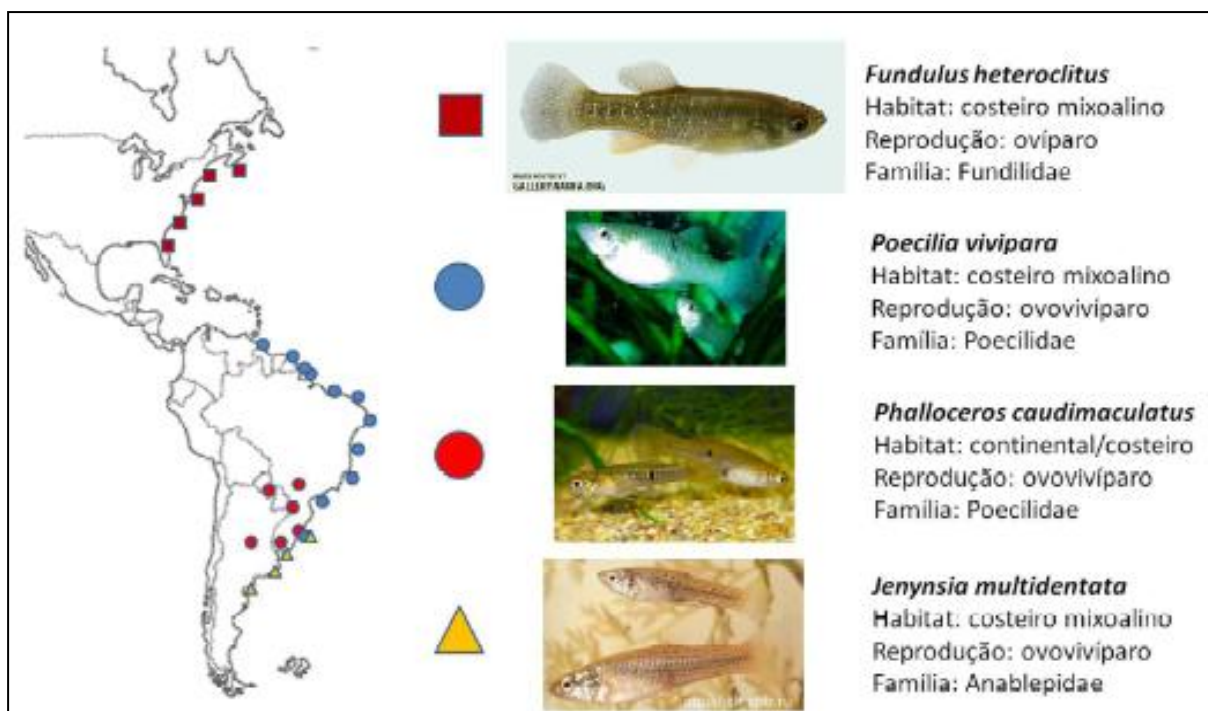 Fundulus heteroclitus
Habitat: costeiro mixoalino
Reprodução: ovíparo
Família: Fundilidae
Poecilia vivipara
Habitat: costeiro mixoalino
Reprodução: ovovivíparo
Família: Poecilidae
Phalloceros caudimaculatus
Habitat: continental/costeiro
Reprodução: ovovivíparo
Família: Poecilidae
Jenynsia multidentata
Habitat: costeiro mixoalino
Reprodução: ovovivíparo
Família: Anablepidae